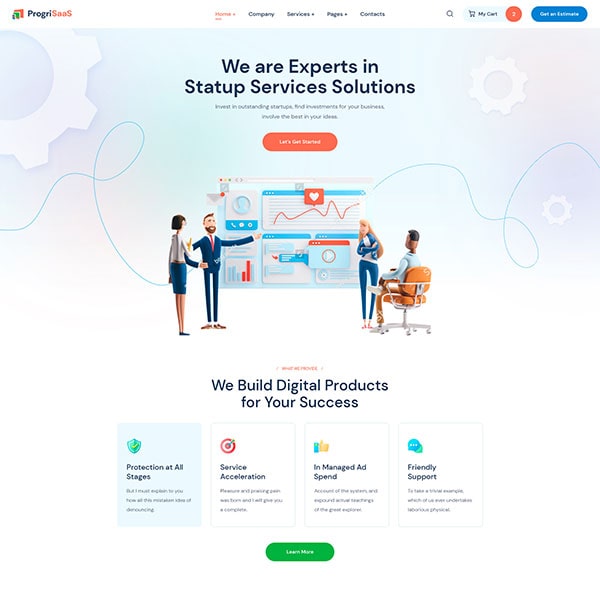 ProgriSaaS
Home + Company Services + Pages + Contacts
My Cart 2
Get an Estimate
We are Experts in
Statup Services Solutions
Invest in outstanding startups, find investments for your business,
involve the best in your ideas.
Let's Get Started
/ WHAT WE PROVIDE /
We Build Digital Products
for Your Success
Protection at All
Stages
But I must explain to you
how all this mistaken idea of
denouncing
Service
Acceleration
Pleasure and praising pain
was born and I will give you
a complete.
In Managed Ad
Spend
Account of the system, and
expound annual teachings
of the great explorer.
Friendly
Support
To take a trivial example,
which of us ever undertakes
laborious physical.
Learn More